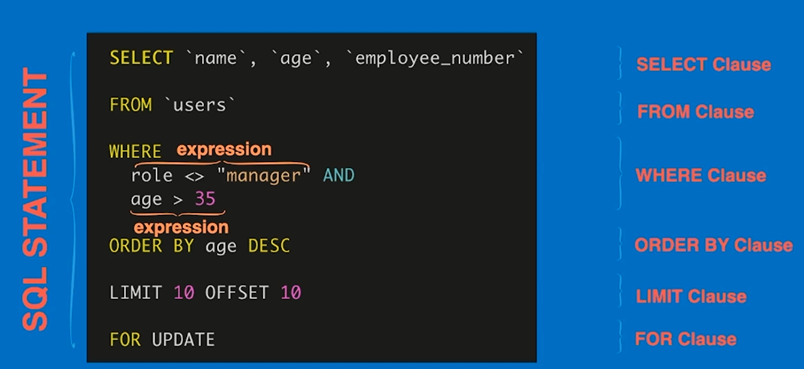 SQL STATEMENT
SELECT `name`, `age`, `employee_number`
SELECT Clause
FROM `users`
FROM Clause
WHERE expression
role <> "manager" AND
WHERE Clause
age > 35
expression
ORDER BY age DESC
ORDER BY Clause
LIMIT 10 OFFSET 10
LIMIT Clause
FOR UPDATE
FOR Clause